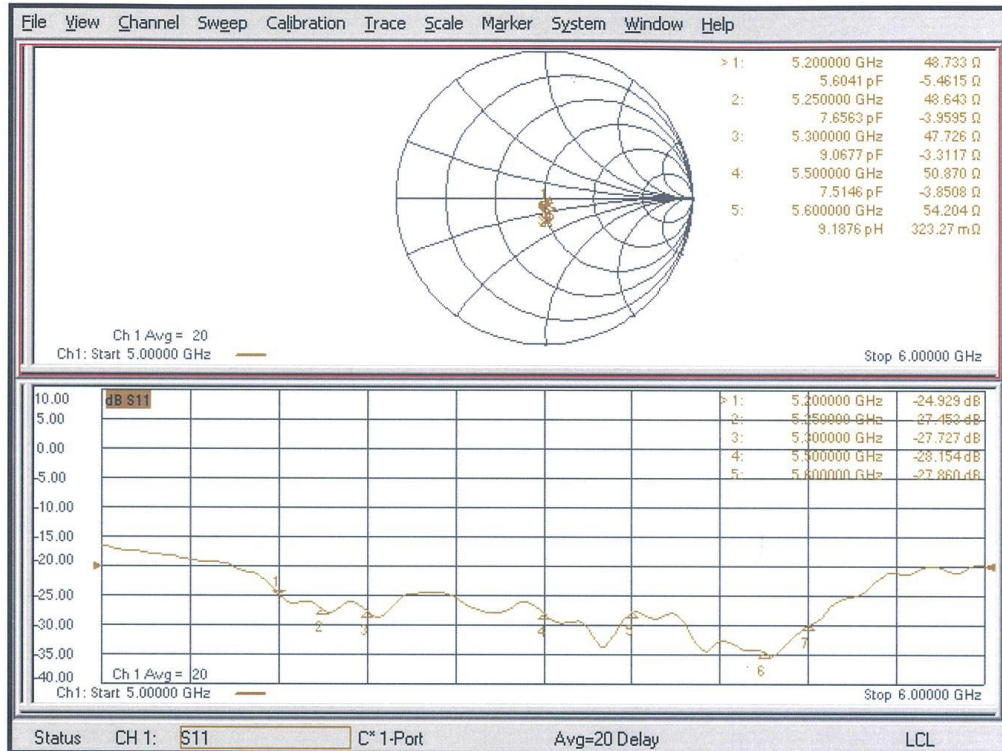 File View Channel Sweep Calibration Trace Scale Marker System Window Help
> 1: 5.200000 GHz 48.733 Ω
5.6041 pF -5.4615 Ω
2: 5.250000 GHz 48.643 Ω
7.6563 pF -3.9595 Ω
3: 5.300000 GHz 47.726 Ω
9.0677 pF -3.3117 Ω
4: 5.500000 GHz 50.870 Ω
7.5146 pF -3.8508 Ω
5: 5.600000 GHz 54.204 Ω
9.1876 pH 323.27 mΩ
Ch 1 Avg = 20
Ch1: Start 5.00000 GHz
Stop 6.00000 GHz
10.00 dB S11
5.00
0.00
-5.00
-10.00
-15.00
-20.00
-25.00
-30.00
-35.00
-40.00
> 1: 5.200000 GHz -24.929 dB
2: 5.250000 GHz -27.453 dB
3: 5.300000 GHz -27.727 dB
4: 5.500000 GHz -28.154 dB
5: 5.600000 GHz -27.860 dB
1
2
3
4
5
6
7
Ch 1 Avg = 20
Ch1: Start 5.00000 GHz
Stop 6.00000 GHz
Status CH 1: S11 C* 1-Port Avg=20 Delay LCL